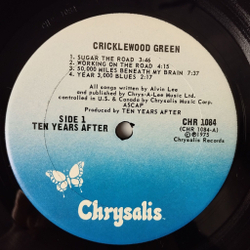 CRICKLEWOOD GREEN
1. SUGAR THE ROAD 3:46
2. WORKING ON THE ROAD 4:12
3. 50,000 MILES BENEATH MY BRAIN 7:37
4. YEAR 3,000 BLUES 2:17
All songs written by Alvin Lee
and published by Chrys-A-Lee Music Ltd.
controlled in U.S. & Canada by Chrysalis Music Corp.
ASCAP
Produced by TEN YEARS AFTER
SIDE 1
TEN YEARS AFTER
CHR 1084
(CHR 1084-A)
℗1975
Chrysalis Records
Chrysalis